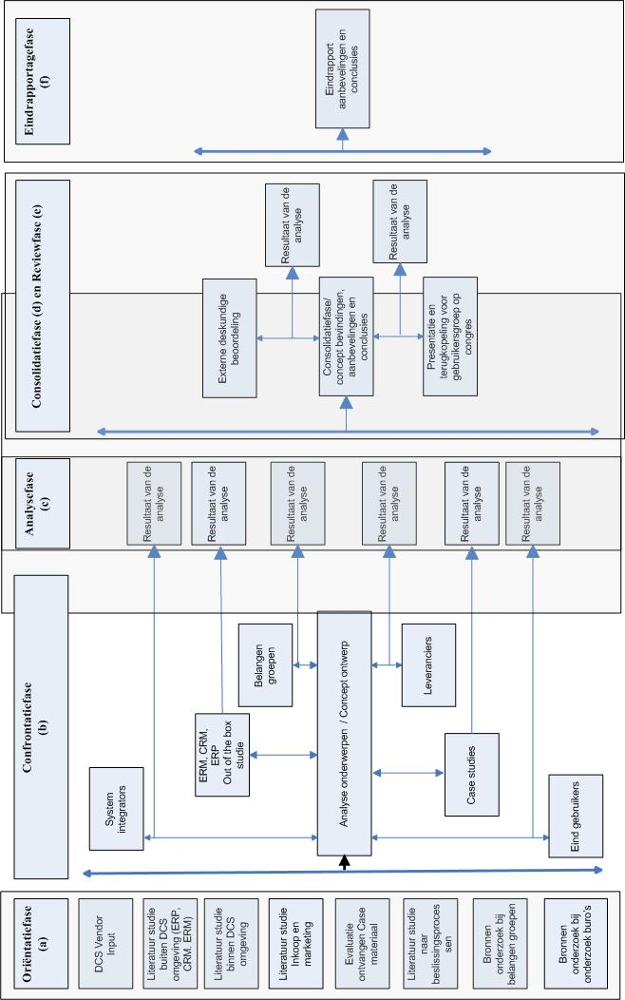 Oriëntatiefase
(a)
DCS Vendor
Input
Literatuur studie
buiten DCS
omgeving (ERP,
CRM. ERM)
Literatuur studie
binnen DCS
omgeving
Literatuur studie
Inkoop en
marketing
Evaluatie
ontvangen Case
materiaal
Literatuur studie
naar
beslissingsproces
sen
Bronnen
onderzoek bij
belangen groepen
Bronnen
onderzoek bij
onderzoek buro`s
Confrontatiefase
(b)
System
integrators
ERM, CRM,
ERP
Out of the box
studie
Belangen
groepen
Analyse onderwerpen / Concept ontwerp
Leveranciers
Case studies
Eind gebruikers
Analysefase
(c)
Resultaat van de
analyse
Resultaat van de
analyse
Resultaat van de
analyse
Resultaat van de
analyse
Resultaat van de
analyse
Resultaat van de
analyse
Consolidatiefase (d) en Reviewfase (e)
Externe deskundige
beoordeling
Resultaat van de
analyse
Consolidatiefase/
concept bevindingen,
aanbevelingen en
conclusies
Resultaat van de
analyse
Presentatie en
terugkopeling voor
gebruikersgroep op
congres
Eindrapportagefase
(f)
Eindrapport
aanbevelingen en
conclusies